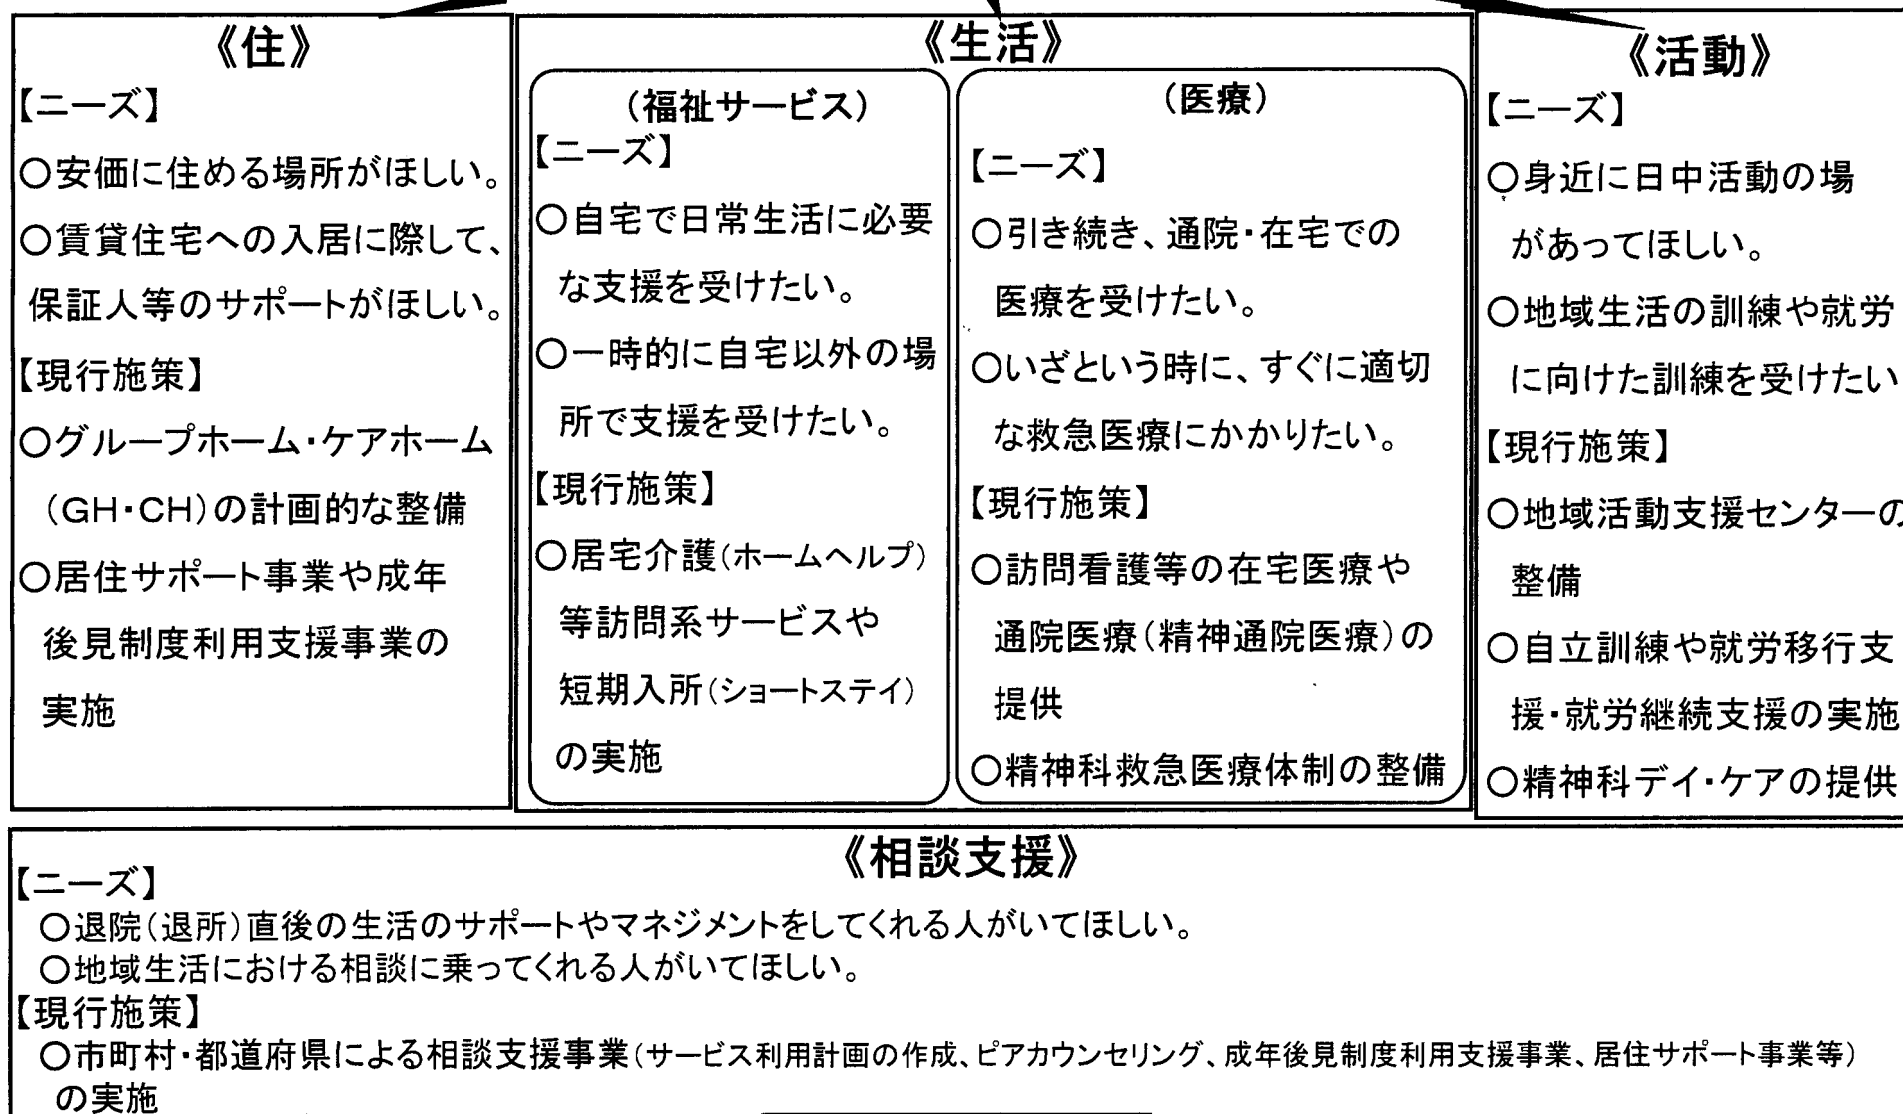 《住》
【ニーズ】
○安価に住める場所がほしい。
○賃貸住宅への入居に際して、
保証人等のサポートがほしい。
【現行施策】
○グループホーム・ケアホーム
(GH・CH)の計画的な整備
○居住サポート事業や成年
後見制度利用支援事業の
実施
《生活》
(福祉サービス)
【ニーズ】
○自宅で日常生活に必要
な支援を受けたい。
○一時的に自宅以外の場
所で支援を受けたい。
【現行施策】
○居宅介護(ホームヘルプ)
等訪問系サービスや
短期入所(ショートステイ)
の実施
(医療)
【ニーズ】
○引き続き、通院・在宅での
医療を受けたい。
○いざという時に、すぐに適切
な救急医療にかかりたい。
【現行施策】
○訪問看護等の在宅医療や
通院医療(精神通院医療)の
提供
○精神科救急医療体制の整備
《活動》
【ニーズ】
○身近に日中活動の場
があってほしい。
○地域生活の訓練や就労
に向けた訓練を受けたい
【現行施策】
○地域活動支援センターの
整備
○自立訓練や就労移行支
援・就労継続支援の実施
○精神科デイ・ケアの提供
《相談支援》
【ニーズ】
○退院(退所)直後の生活のサポートやマネジメントをしてくれる人がいてほしい。
○地域生活における相談に乗ってくれる人がいてほしい。
【現行施策】
○市町村・都道府県による相談支援事業(サービス利用計画の作成、ピアカウンセリング、成年後見制度利用支援事業、居住サポート事業等)
の実施